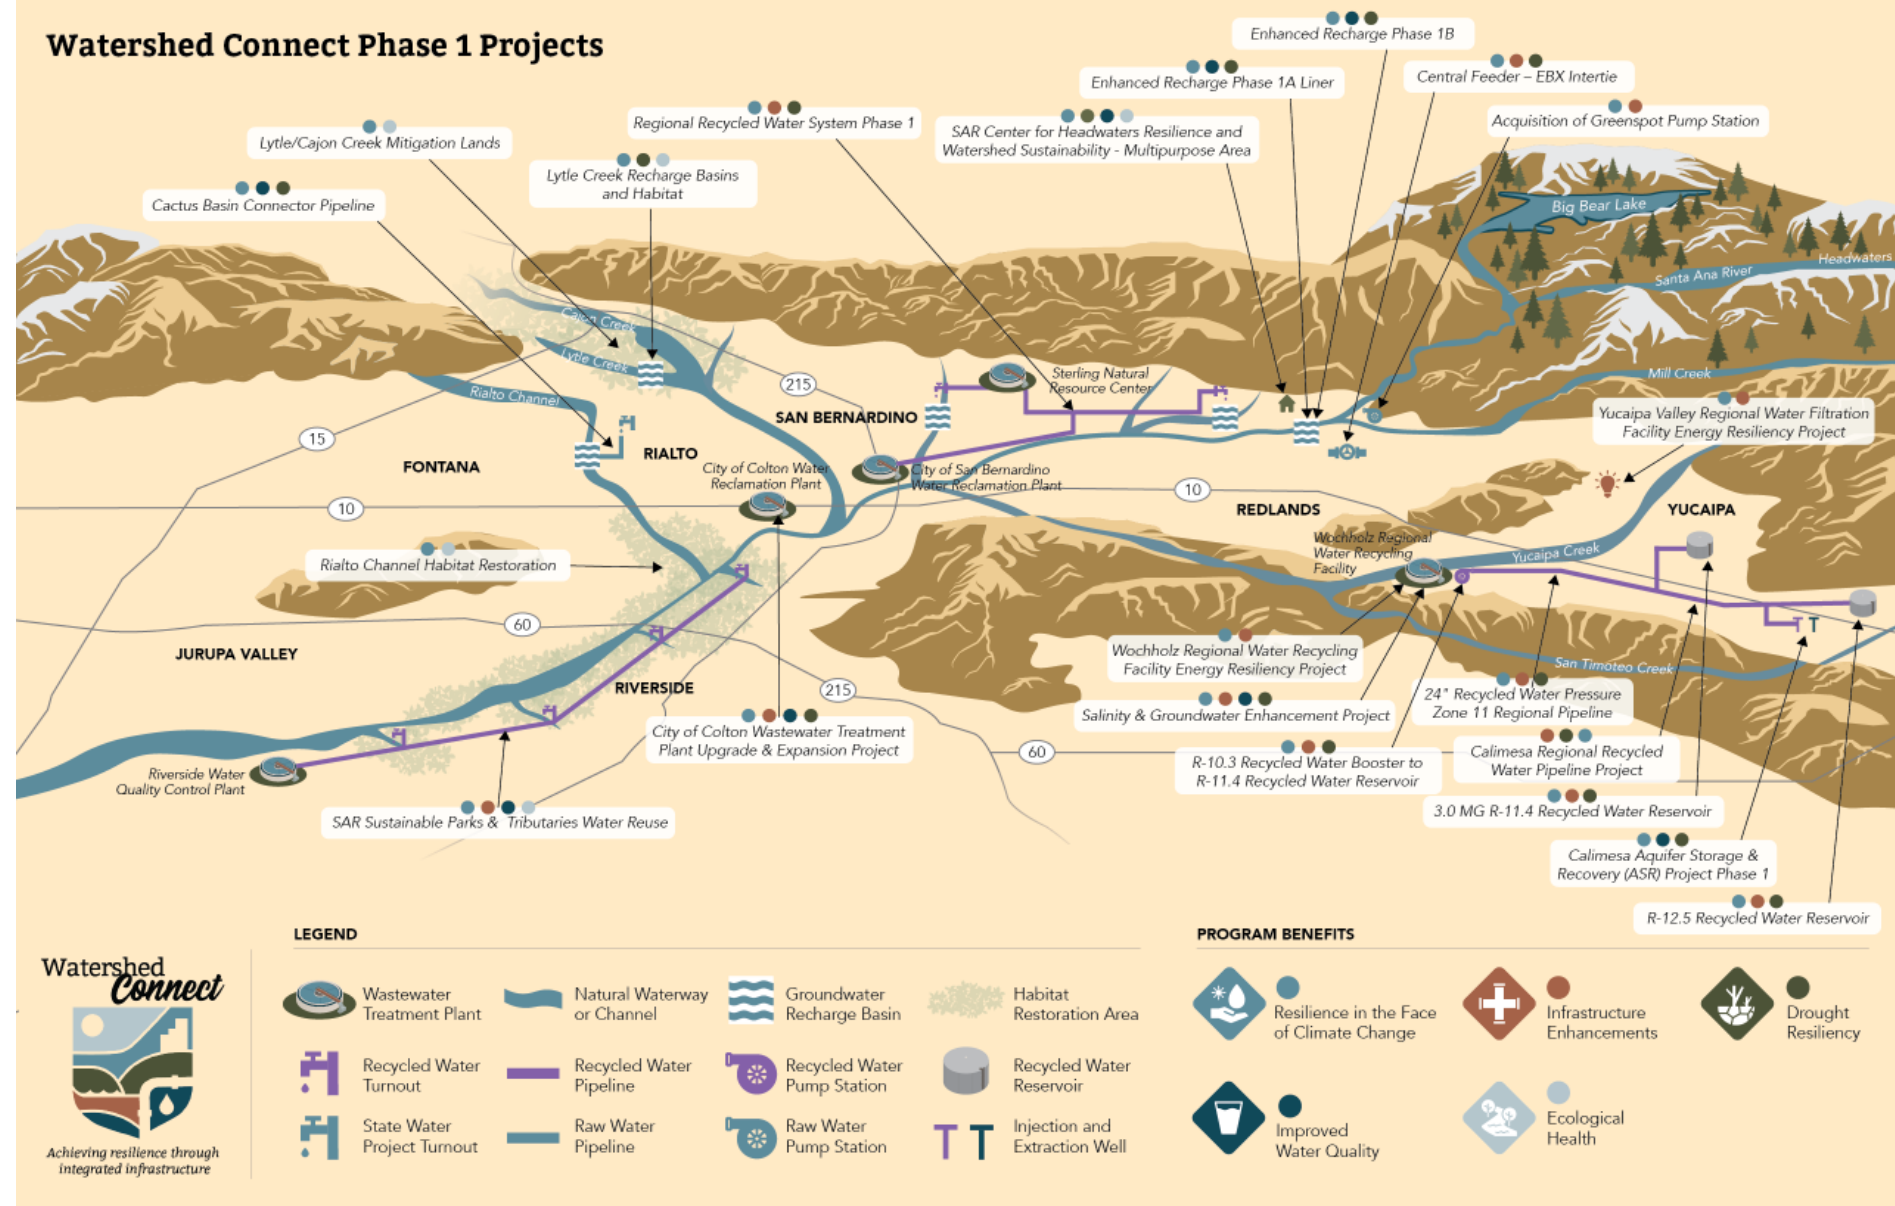 Watershed Connect Phase 1 Projects
Enhanced Recharge Phase 1B
Enhanced Recharge Phase 1A Liner
Central Feeder – EBX Intertie
Regional Recycled Water System Phase 1
SAR Center for Headwaters Resilience and
Watershed Sustainability - Multipurpose Area
Acquisition of Greenspot Pump Station
Lytle/Cajon Creek Mitigation Lands
Lytle Creek Recharge Basins
and Habitat
Cactus Basin Connector Pipeline
Big Bear Lake
Headwaters
Santa Ana River
Cajon Creek
Lytle Creek
Rialto Channel
Mill Creek
215
Sterling Natural
Resource Center
SAN BERNARDINO
Yucaipa Valley Regional Water Filtration
Facility Energy Resiliency Project
15
FONTANA
RIALTO
City of Colton Water
Reclamation Plant
City of San Bernardino
Water Reclamation Plant
10
10
REDLANDS
YUCAIPA
Wochholz Regional
Water Recycling
Facility
Yucaipa Creek
Rialto Channel Habitat Restoration
60
JURUPA VALLEY
RIVERSIDE
215
San Timoteo Creek
Wochholz Regional Water Recycling
Facility Energy Resiliency Project
24" Recycled Water Pressure
Zone 11 Regional Pipeline
Salinity & Groundwater Enhancement Project
City of Colton Wastewater Treatment
Plant Upgrade & Expansion Project
60
R-10.3 Recycled Water Booster to
R-11.4 Recycled Water Reservoir
Calimesa Regional Recycled
Water Pipeline Project
Riverside Water
Quality Control Plant
3.0 MG R-11.4 Recycled Water Reservoir
SAR Sustainable Parks & Tributaries Water Reuse
Calimesa Aquifer Storage &
Recovery (ASR) Project Phase 1
R-12.5 Recycled Water Reservoir
Watershed
Connect
Achieving resilience through
integrated infrastructure
LEGEND
Wastewater
Treatment Plant
Natural Waterway
or Channel
Groundwater
Recharge Basin
Habitat
Restoration Area
Recycled Water
Turnout
Recycled Water
Pipeline
Recycled Water
Pump Station
Recycled Water
Reservoir
State Water
Project Turnout
Raw Water
Pipeline
Raw Water
Pump Station
Injection and
Extraction Well
PROGRAM BENEFITS
Resilience in the Face
of Climate Change
Infrastructure
Enhancements
Drought
Resiliency
Improved
Water Quality
Ecological
Health